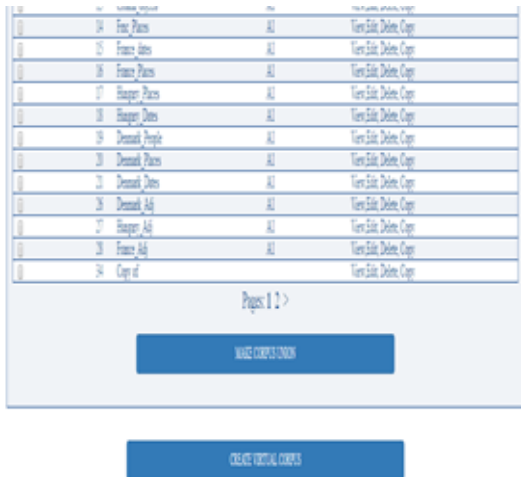 14 Fmc_Places All View,Edit, Delete, Copy
15 France_dates All View,Edit, Delete, Copy
16 France_Places All View,Edit, Delete, Copy
17 Hungary_Places All View,Edit, Delete, Copy
18 Hungary_Dates All View,Edit, Delete, Copy
19 Denmark_People All View,Edit, Delete, Copy
20 Denmark_Places All View,Edit, Delete, Copy
21 Denmark_Dates All View,Edit, Delete, Copy
26 Denmark_Adj All View,Edit, Delete, Copy
27 Hungary_Adj All View,Edit, Delete, Copy
28 France_Adj All View,Edit, Delete, Copy
34 Copy of View,Edit, Delete, Copy
Pages: 1 2 >
MAKE CORPUS UNION
CREATE VIRTUAL CORPUS